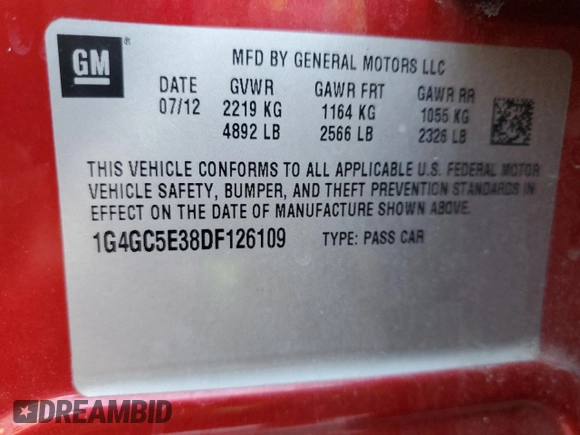 GM ®
MFD BY GENERAL MOTORS LLC
DATE GVWR GAWR FRT GAWR RR
07/12 2219 KG 1164 KG 1055 KG
4892 LB 2566 LB 2326 LB
THIS VEHICLE CONFORMS TO ALL APPLICABLE U.S. FEDERAL MOTOR
VEHICLE SAFETY, BUMPER, AND THEFT PREVENTION STANDARDS IN
EFFECT ON THE DATE OF MANUFACTURE SHOWN ABOVE.
1G4GC5E38DF126109 TYPE: PASS CAR
DREAMBID